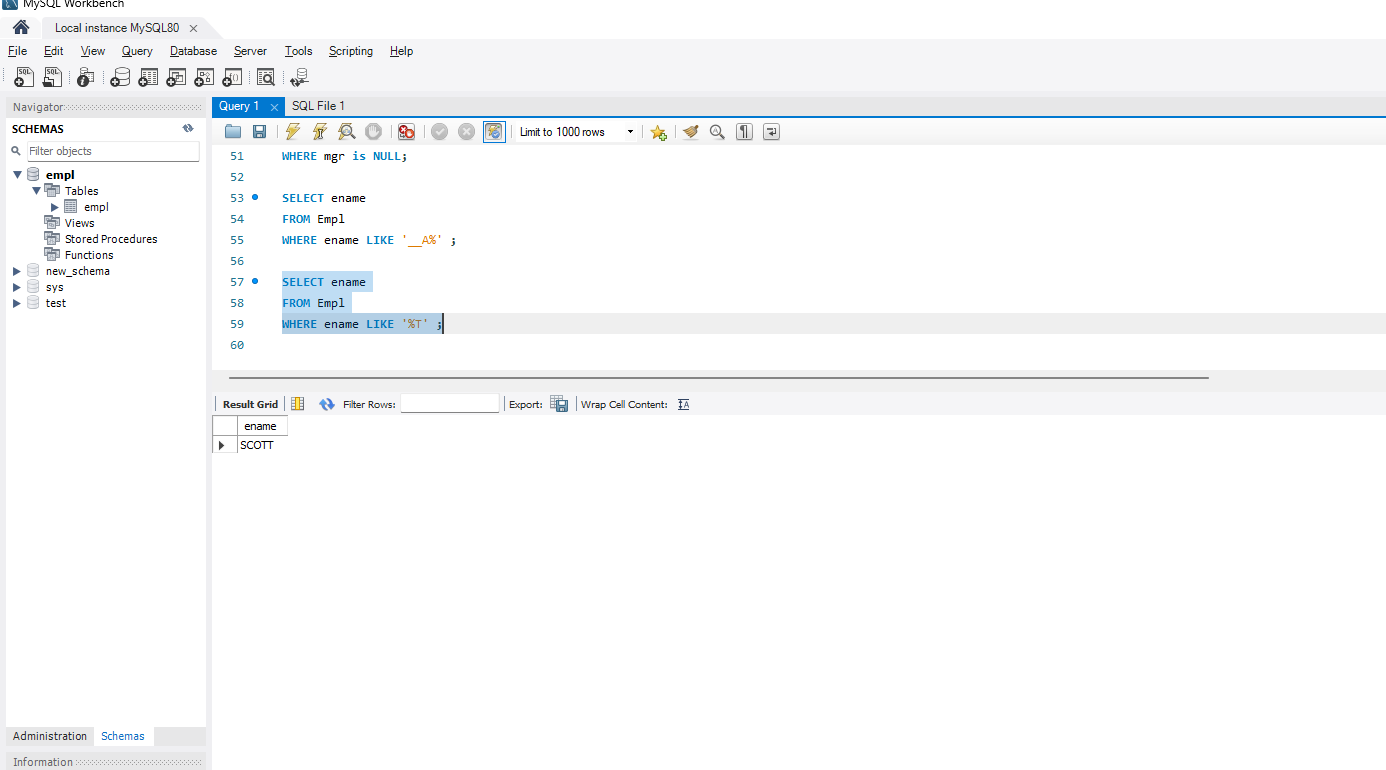 MySQL Workbench
Local instance MySQL80
File Edit View Query Database Server Tools Scripting Help
Navigator
Query 1 SQL File 1
SCHEMAS
Limit to 1000 rows
Filter objects
empl
Tables
empl
Views
Stored Procedures
Functions
new_schema
sys
test
51 WHERE mgr is NULL;
52
53 SELECT ename
54 FROM Empl
55 WHERE ename LIKE '__A%' ;
56
57 SELECT ename
58 FROM Empl
59 WHERE ename LIKE '%T' ;
60
Result Grid Filter Rows: Export: Wrap Cell Content:
ename
SCOTT
Administration Schemas
Information